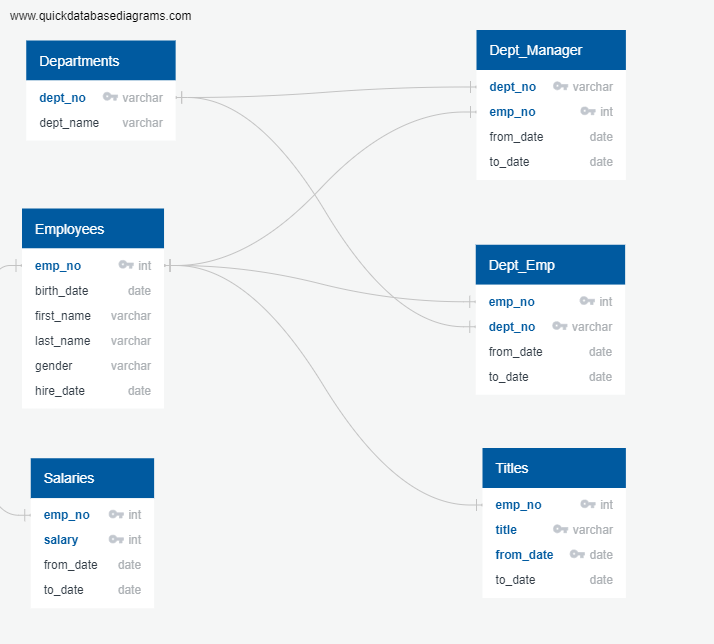 www.quickdatabasediagrams.com
Departments
dept_no varchar
dept_name varchar
Employees
emp_no int
birth_date date
first_name varchar
last_name varchar
gender varchar
hire_date date
Salaries
emp_no int
salary int
from_date date
to_date date
Dept_Manager
dept_no varchar
emp_no int
from_date date
to_date date
Dept_Emp
emp_no int
dept_no varchar
from_date date
to_date date
Titles
emp_no int
title varchar
from_date date
to_date date